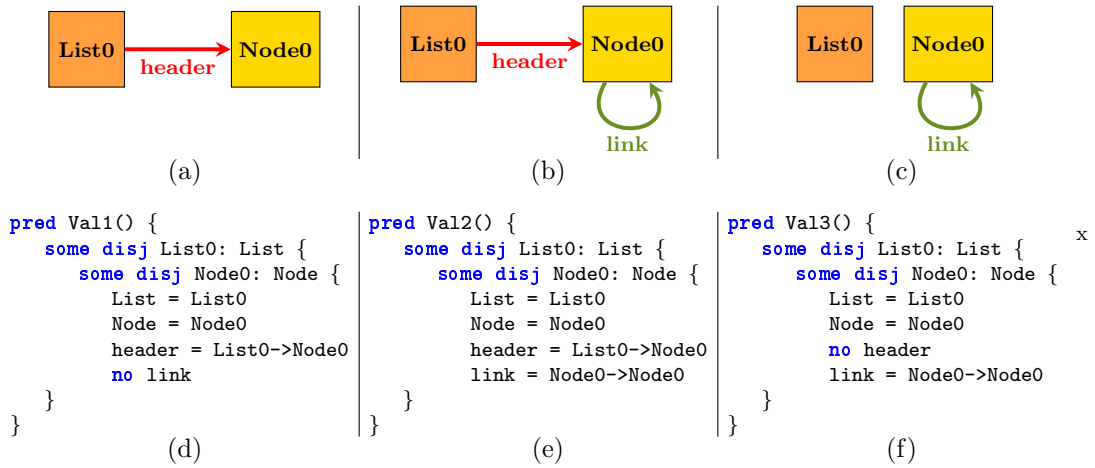 List0
header
Node0
(a)
List0
header
Node0
link
(b)
List0
Node0
link
(c)
pred Val1() {
some disj List0: List {
some disj Node0: Node {
List = List0
Node = Node0
header = List0->Node0
no link
}
}
(d)
pred Val2() {
some disj List0: List {
some disj Node0: Node {
List = List0
Node = Node0
header = List0->Node0
link = Node0->Node0
}
}
(e)
pred Val3() {
some disj List0: List {
some disj Node0: Node {
List = List0
Node = Node0
no header
link = Node0->Node0
}
}
(f)
x